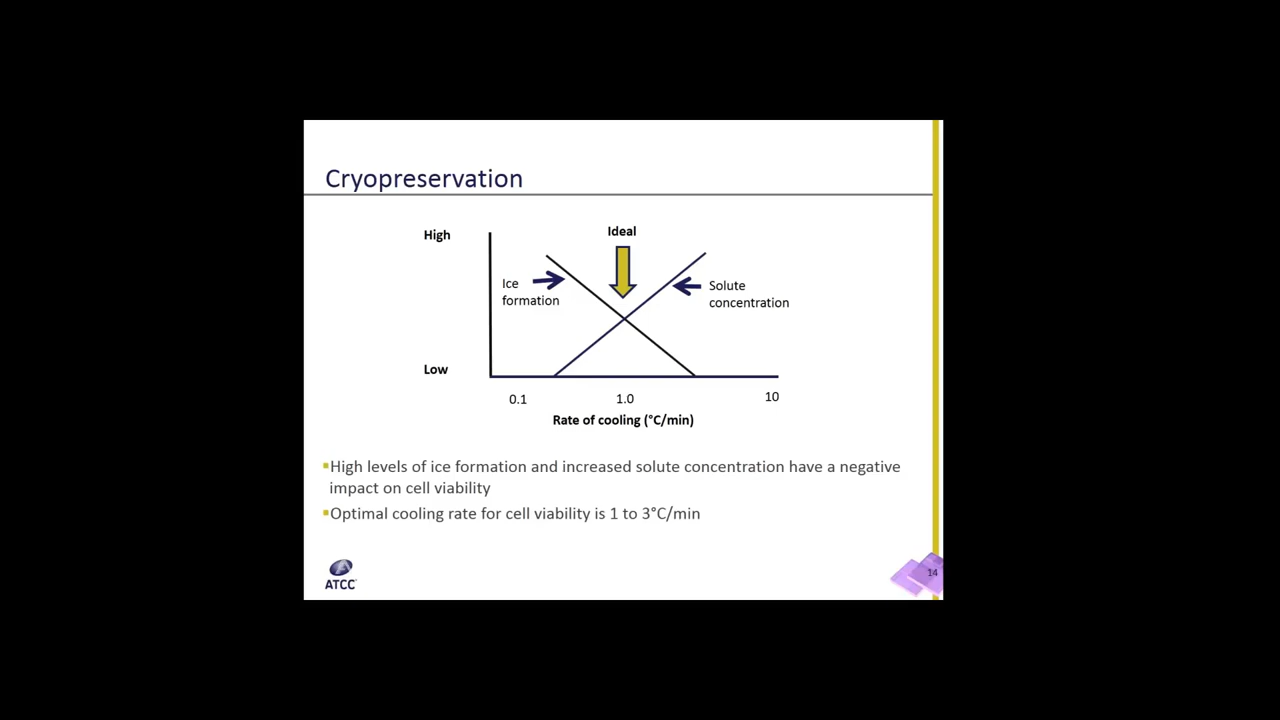 Cryopreservation
High
Ideal
Ice
formation
Solute
concentration
Low
0.1
1.0
10
Rate of cooling (°C/min)
▪High levels of ice formation and increased solute concentration have a negative
impact on cell viability
▪Optimal cooling rate for cell viability is 1 to 3°C/min
ATCC
14